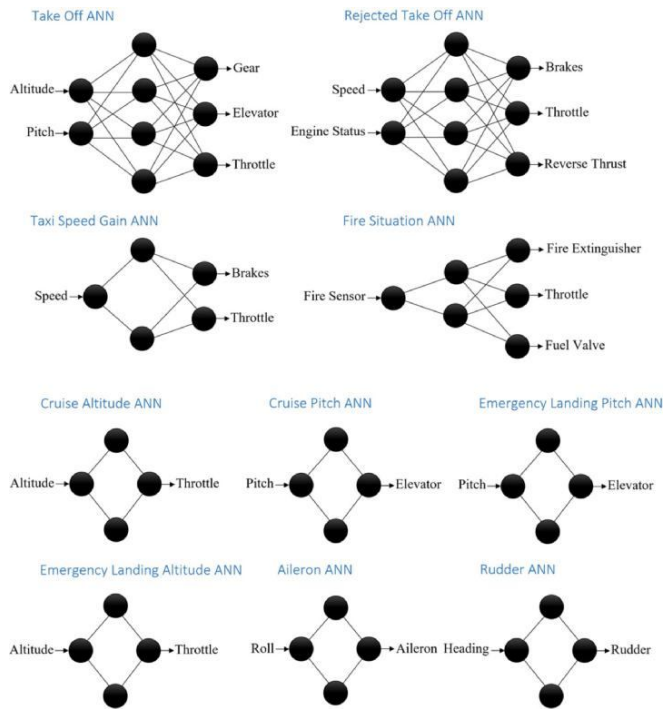 Take Off ANN
Rejected Take Off ANN
Altitude
Pitch
Gear
Elevator
Throttle
Speed
Engine Status
Brakes
Throttle
Reverse Thrust
Taxi Speed Gain ANN
Fire Situation ANN
Speed
Brakes
Throttle
Fire Sensor
Fire Extinguisher
Throttle
Fuel Valve
Cruise Altitude ANN
Cruise Pitch ANN
Emergency Landing Pitch ANN
Altitude
Throttle
Pitch
Elevator
Pitch
Elevator
Emergency Landing Altitude ANN
Aileron ANN
Rudder ANN
Altitude
Throttle
Roll
Aileron
Heading
Rudder